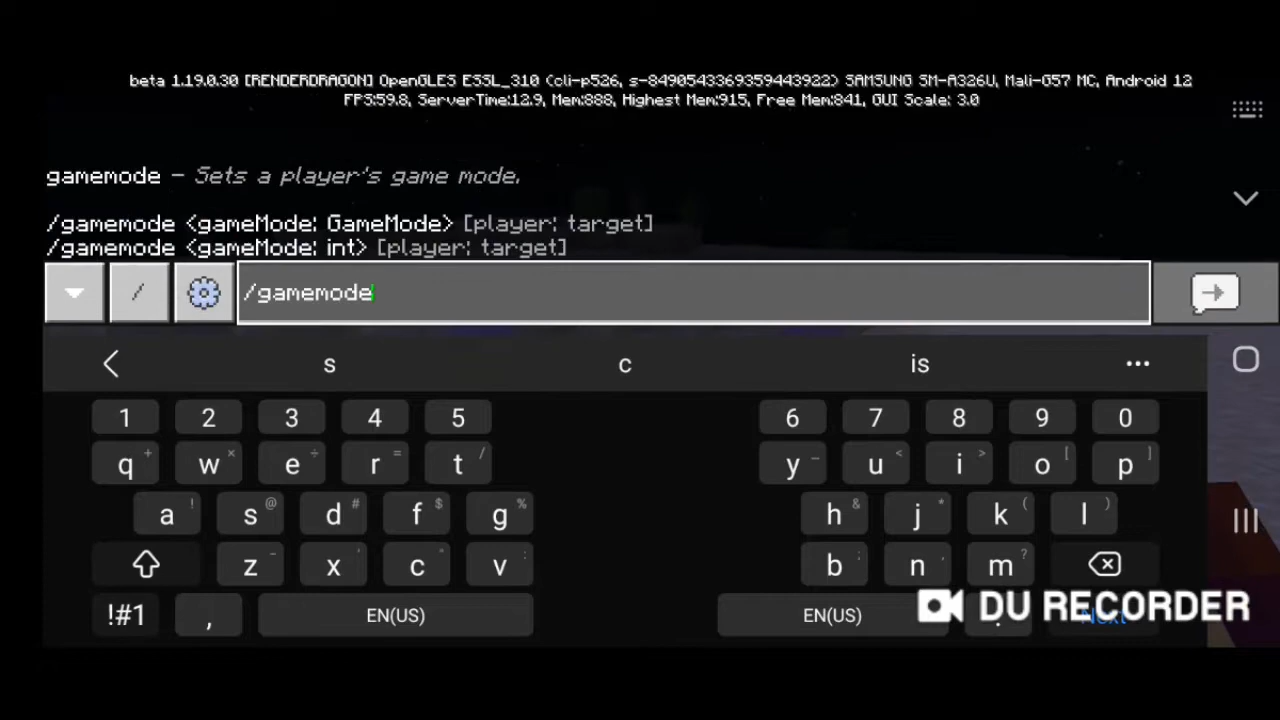 beta 1.19.0.30 [RENDERDRAGON] OpenGLES ESSL_310 (cli-p526, s-8490543369359443922) SAMSUNG SM-A326U, Mali-G57 MC, Android 12
FPS:59.8, ServerTime:12.9, Mem:888, Highest Mem:915, Free Mem:841, GUI Scale: 3.0
gamemode – Sets a player's game mode.
/gamemode <gameMode: GameMode> [player: target]
/gamemode <gameMode: int> [player: target]
/ /gamemode
s c is ...
1 2 3 4 5 6 7 8 9 0
q + w × e ÷ r = t / y _ u < i > o [ p ]
a ! s @ d # f $ g % h & j * k ( l )
z - x ' c " v : b ; n , m ?
!#1 , EN(US) EN(US) . Next
DU RECORDER